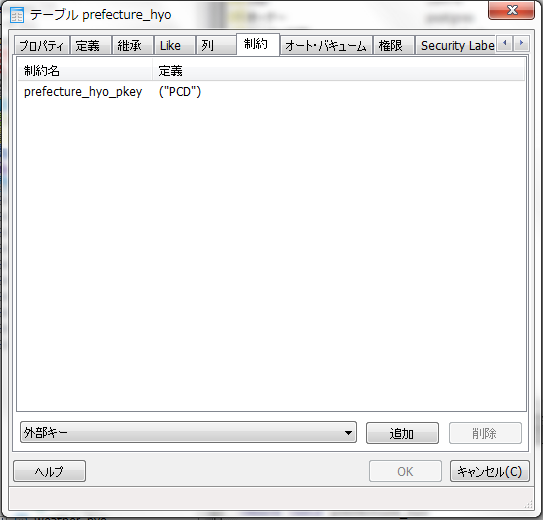 テーブル prefecture_hyo
プロパティ 定義 継承 Like 列 制約 オート・バキューム 権限 Security Labe
制約名 定義
prefecture_hyo_pkey ("PCD")
外部キー 追加 削除
ヘルプ OK キャンセル(C)